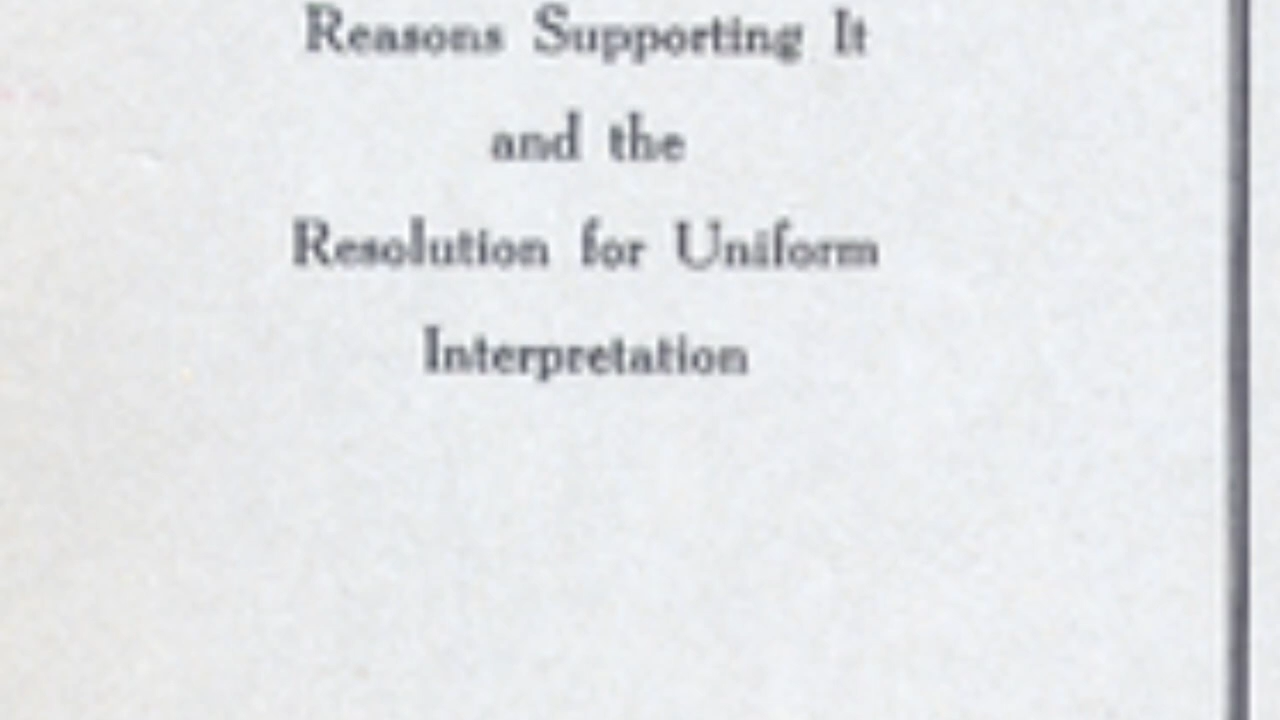 Reasons Supporting It
and the
Resolution for Uniform
Interpretation